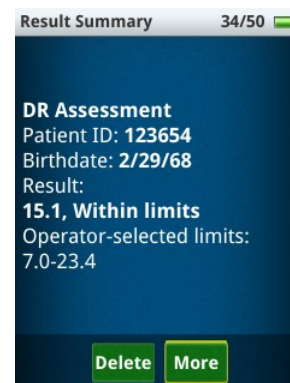 Result Summary 34/50
DR Assessment
Patient ID: 123654
Birthdate: 2/29/68
Result:
15.1, Within limits
Operator-selected limits:
7.0-23.4
Delete More